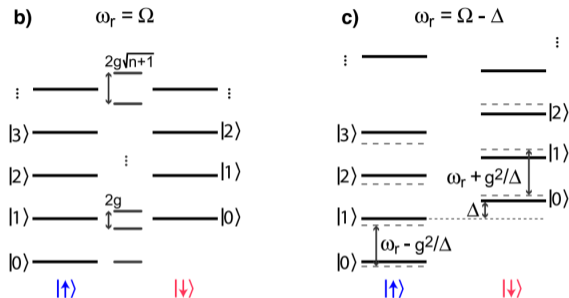 b) ωr = Ω
2g√n+1
⋮ ⋮
|3⟩ |2⟩
⋮
|2⟩ |1⟩
2g
|1⟩ |0⟩
|0⟩
|↑⟩ |↓⟩
c) ωr = Ω - Δ
⋮ ⋮
|3⟩ |2⟩
|2⟩ |1⟩
ωr + g²/Δ
|0⟩
|1⟩ Δ
ωr - g²/Δ
|0⟩
|↑⟩ |↓⟩